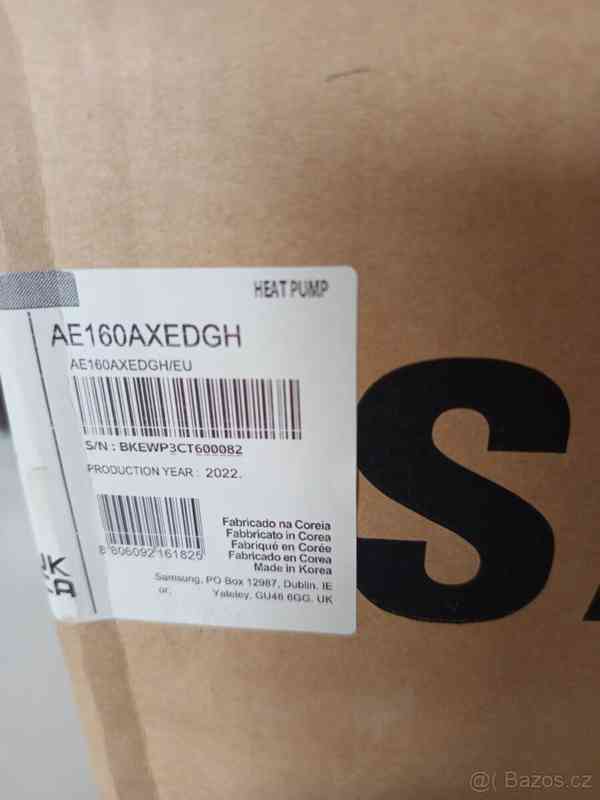 HEAT PUMP
AE160AXEDGH
AE160AXEDGH/EU
S/N : BKEWP3CT600082
PRODUCTION YEAR : 2022.
8 806092 161825
Fabricado na Coreia
Fabbricato in Corea
Fabriqué en Corée
Fabricado en Corea
Made in Korea
Samsung, PO Box 12987, Dublin. IE
or, Yateley, GU46 6GG. UK
UK
CA
S
@( Bazos.cz